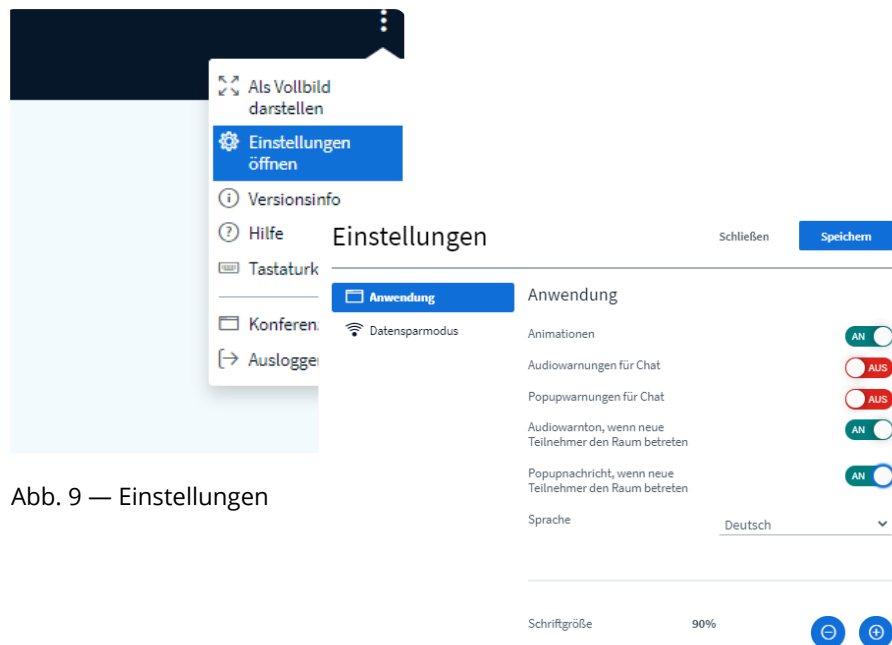 Als Vollbild
darstellen
Einstellungen
öffnen
Versionsinfo
Hilfe
Tastaturk
Konferen
Auslogge
Einstellungen
Schließen
Speichern
Anwendung
Datensparmodus
Anwendung
Animationen
AN
Audiowarnungen für Chat
AUS
Popupwarnungen für Chat
AUS
Audiowarnton, wenn neue
Teilnehmer den Raum betreten
AN
Popupnachricht, wenn neue
Teilnehmer den Raum betreten
AN
Sprache
Deutsch
Schriftgröße
90%
Abb. 9 — Einstellungen